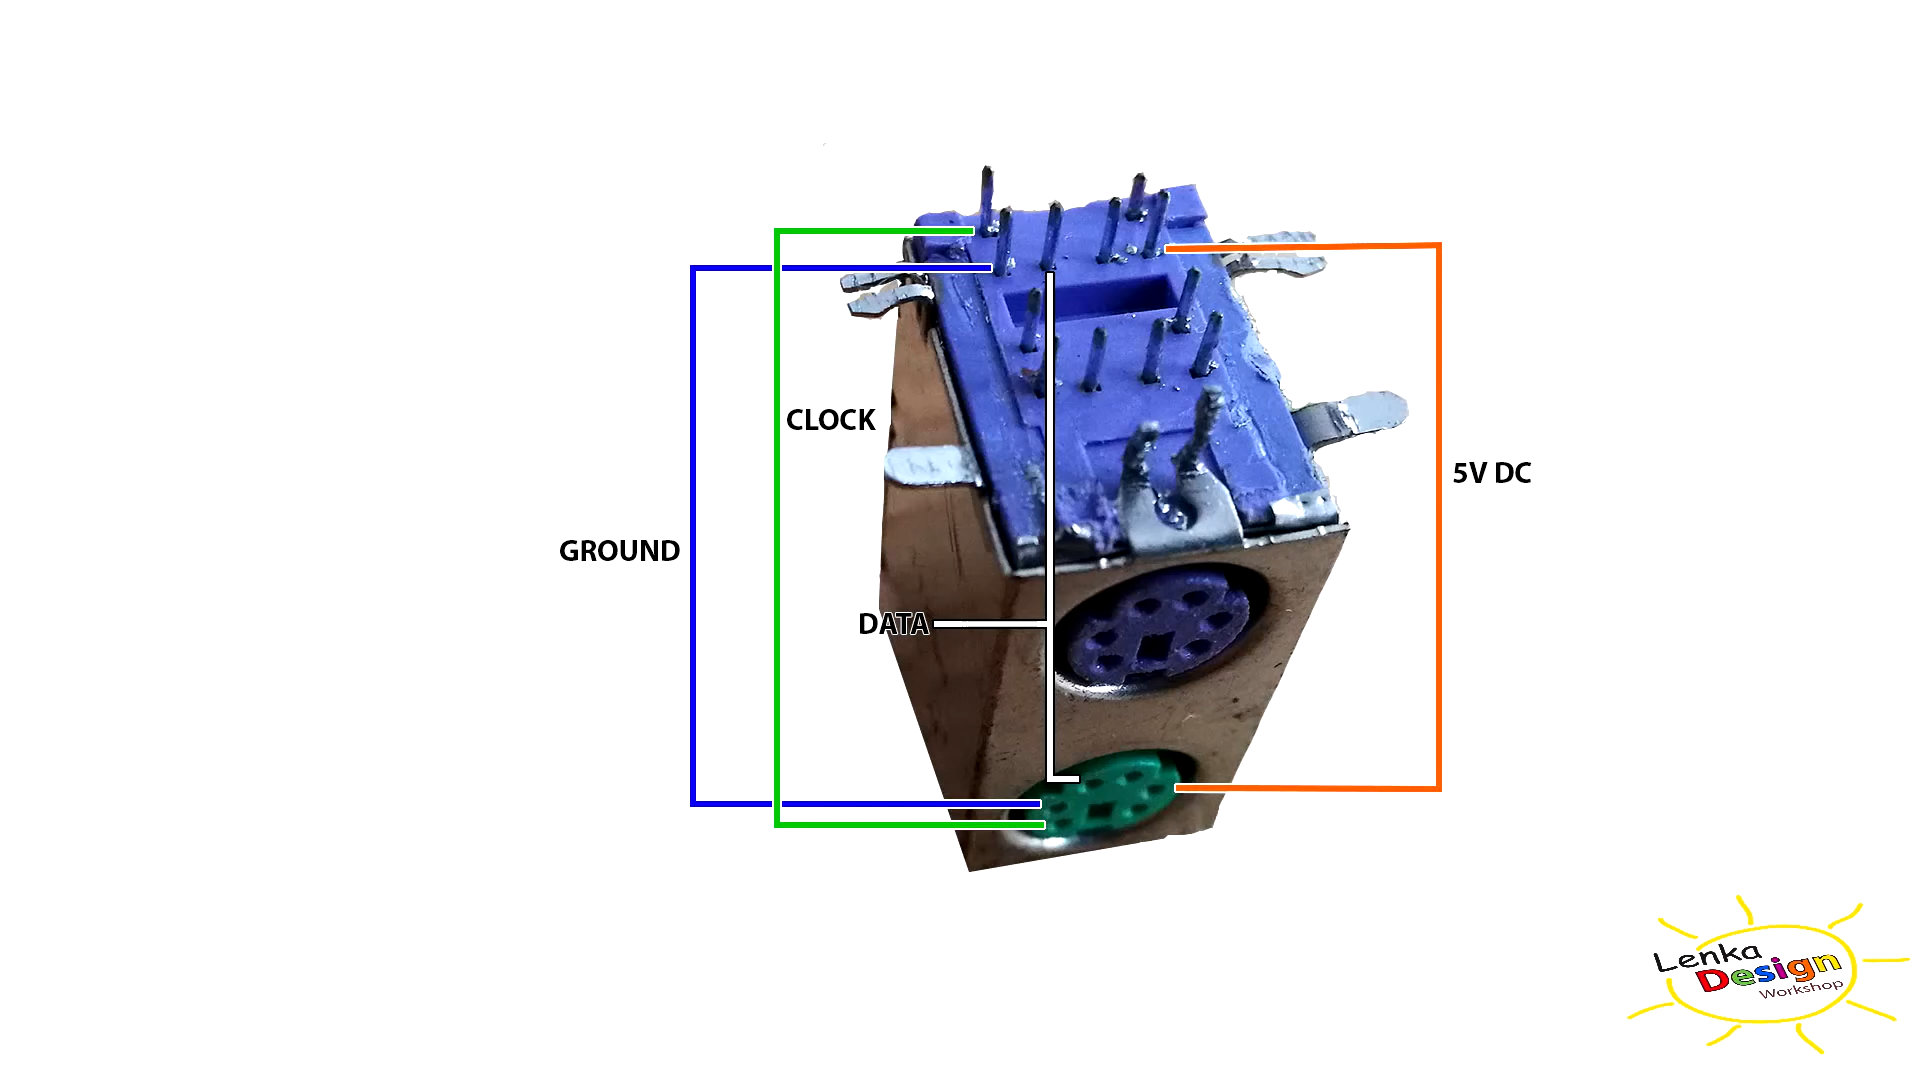 CLOCK
5V DC
GROUND
DATA
Lenka
Design
Workshop